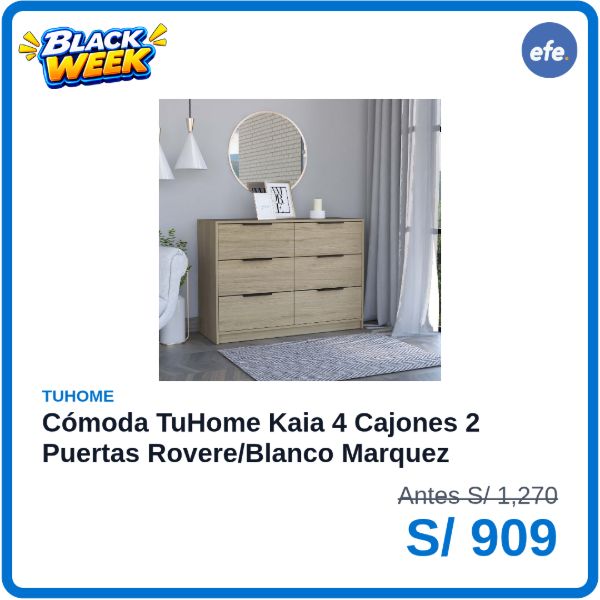 BLACK
WEEK
efe.
TUHOME
Cómoda TuHome Kaia 4 Cajones 2
Puertas Rovere/Blanco Marquez
Antes S/ 1,270
S/ 909